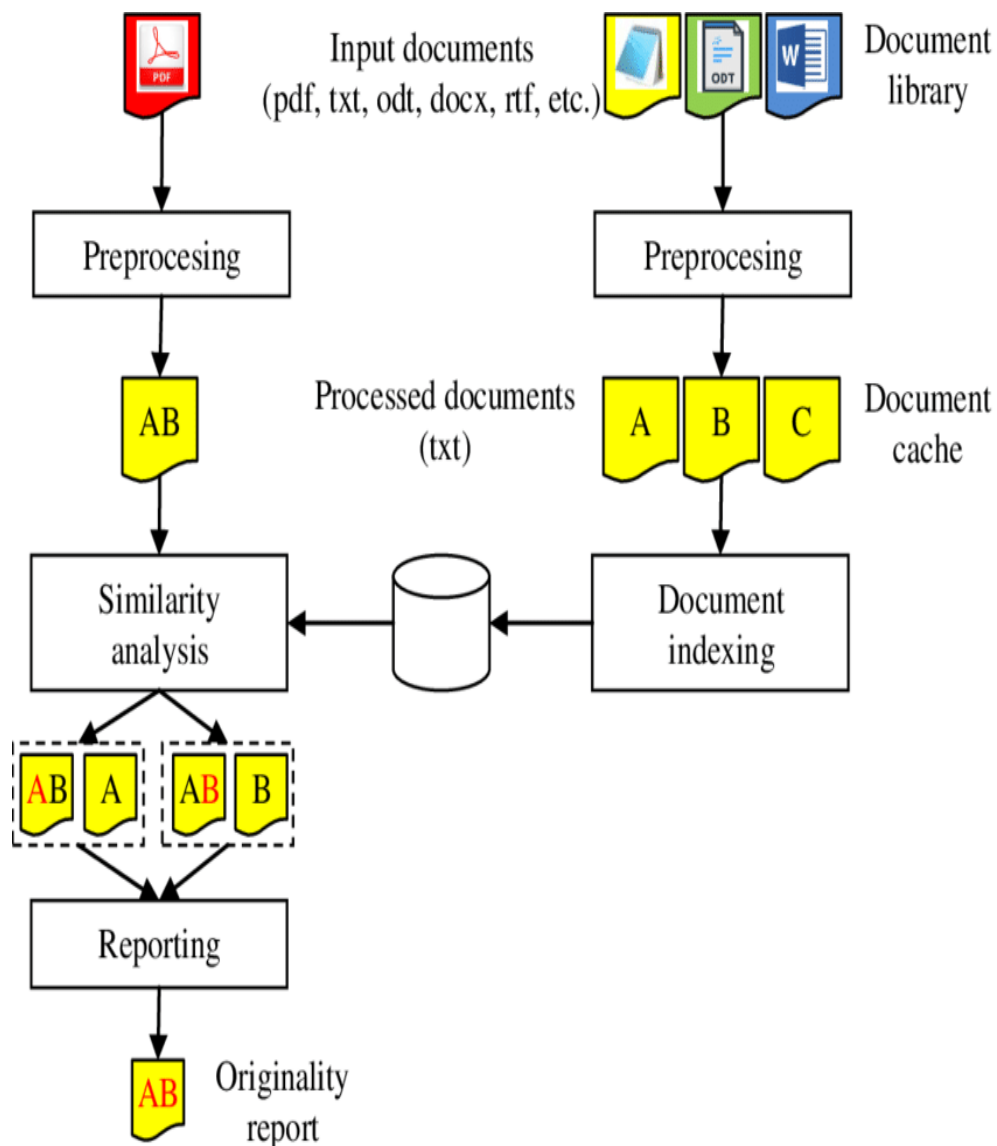 PDF
Input documents
(pdf, txt, odt, docx, rtf, etc.)
ODT
W
Document
library
Preprocesing
Preprocesing
AB
Processed documents
(txt)
A
B
C
Document
cache
Similarity
analysis
Document
indexing
AB
A
AB
B
Reporting
AB
Originality
report